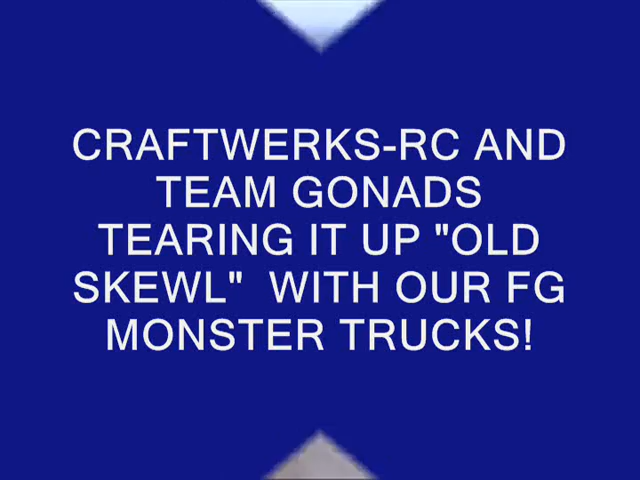 CRAFTWERKS-RC AND
TEAM GONADS
TEARING IT UP "OLD
SKEWL"  WITH OUR FG
MONSTER TRUCKS!